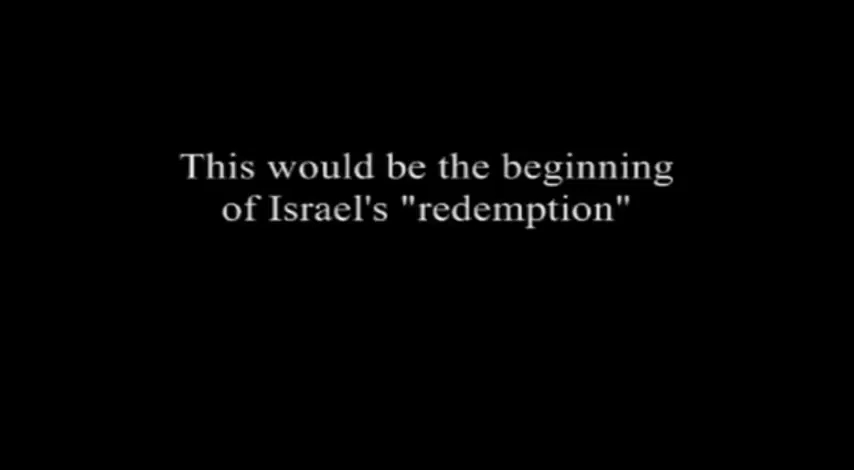 This would be the beginning
of Israel's "redemption"